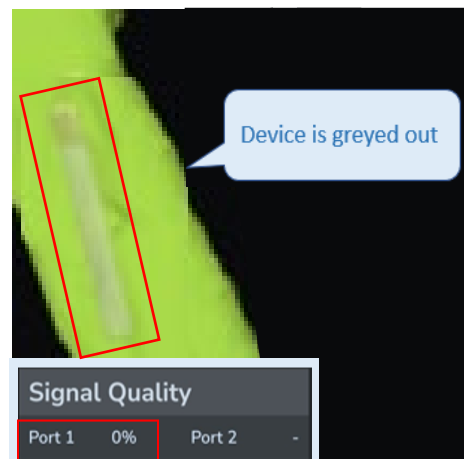 Device is greyed out
Signal Quality
Port 1 0% Port 2 -